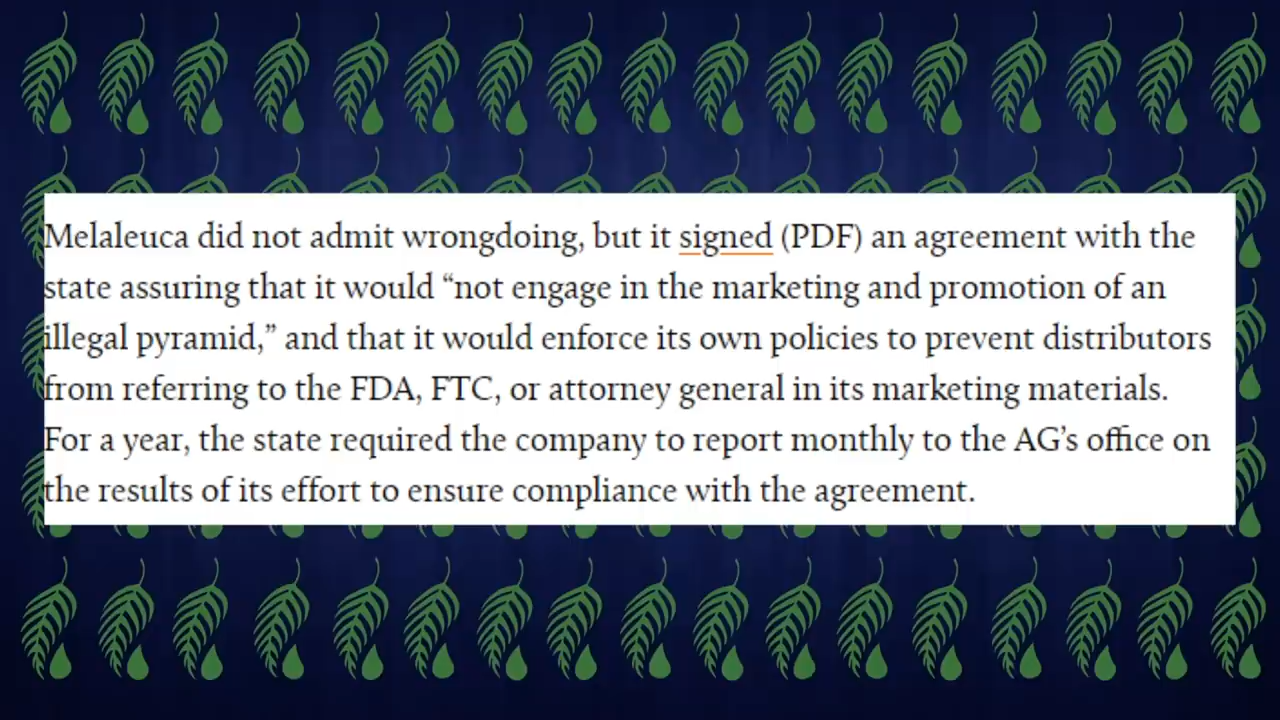 Melaleuca did not admit wrongdoing, but it signed (PDF) an agreement with the
state assuring that it would “not engage in the marketing and promotion of an
illegal pyramid,” and that it would enforce its own policies to prevent distributors
from referring to the FDA, FTC, or attorney general in its marketing materials.
For a year, the state required the company to report monthly to the AG’s office on
the results of its effort to ensure compliance with the agreement.